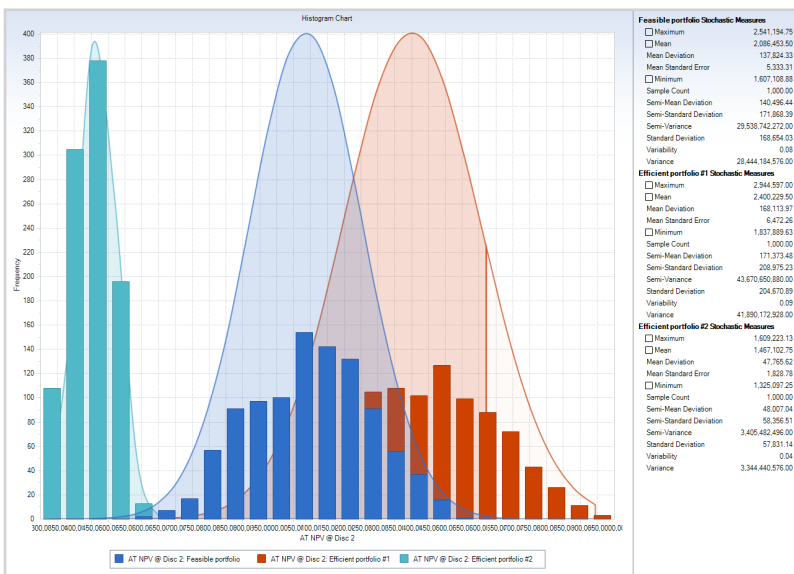 Histogram Chart
400
380
360
340
320
300
280
260
240
220
200
180
160
140
120
100
80
60
40
20
0
Frequency
AT NPV @ Disc 2
AT NPV @ Disc 2: Feasible portfolio AT NPV @ Disc 2: Efficient portfolio #1 AT NPV @ Disc 2: Efficient portfolio #2
Feasible portfolio Stochastic Measures
Maximum 2,541,194.75
Mean 2,086,453.50
Mean Deviation 137,824.33
Mean Standard Error 5,333.31
Minimum 1,607,108.88
Sample Count 1,000.00
Semi-Mean Deviation 140,496.44
Semi-Standard Deviation 171,868.39
Semi-Variance 29,538,742,272.00
Standard Deviation 168,654.03
Variability 0.08
Variance 28,444,184,576.00
Efficient portfolio #1 Stochastic Measures
Maximum 2,944,597.00
Mean 2,400,229.50
Mean Deviation 168,113.97
Mean Standard Error 6,472.26
Minimum 1,837,889.63
Sample Count 1,000.00
Semi-Mean Deviation 171,373.48
Semi-Standard Deviation 208,975.23
Semi-Variance 43,670,650,880.00
Standard Deviation 204,670.89
Variability 0.09
Variance 41,890,172,928.00
Efficient portfolio #2 Stochastic Measures
Maximum 1,609,223.13
Mean 1,467,102.75
Mean Deviation 47,765.62
Mean Standard Error 1,828.78
Minimum 1,325,097.25
Sample Count 1,000.00
Semi-Mean Deviation 48,007.04
Semi-Standard Deviation 58,356.51
Semi-Variance 3,405,482,496.00
Standard Deviation 57,831.14
Variability 0.04
Variance 3,344,440,576.00